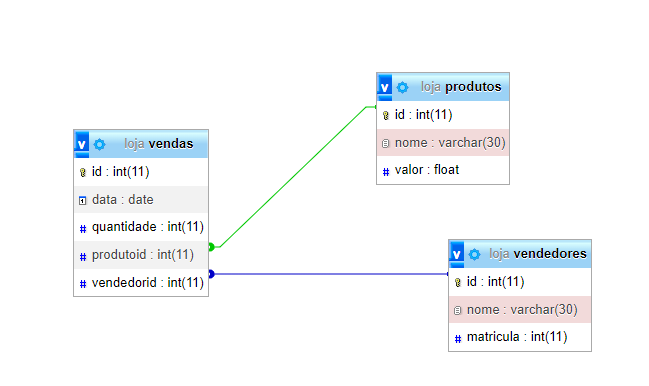 loja produtos
id : int(11)
nome : varchar(30)
valor : float
loja vendas
id : int(11)
data : date
quantidade : int(11)
produtoid : int(11)
vendedorid : int(11)
loja vendedores
id : int(11)
nome : varchar(30)
matricula : int(11)